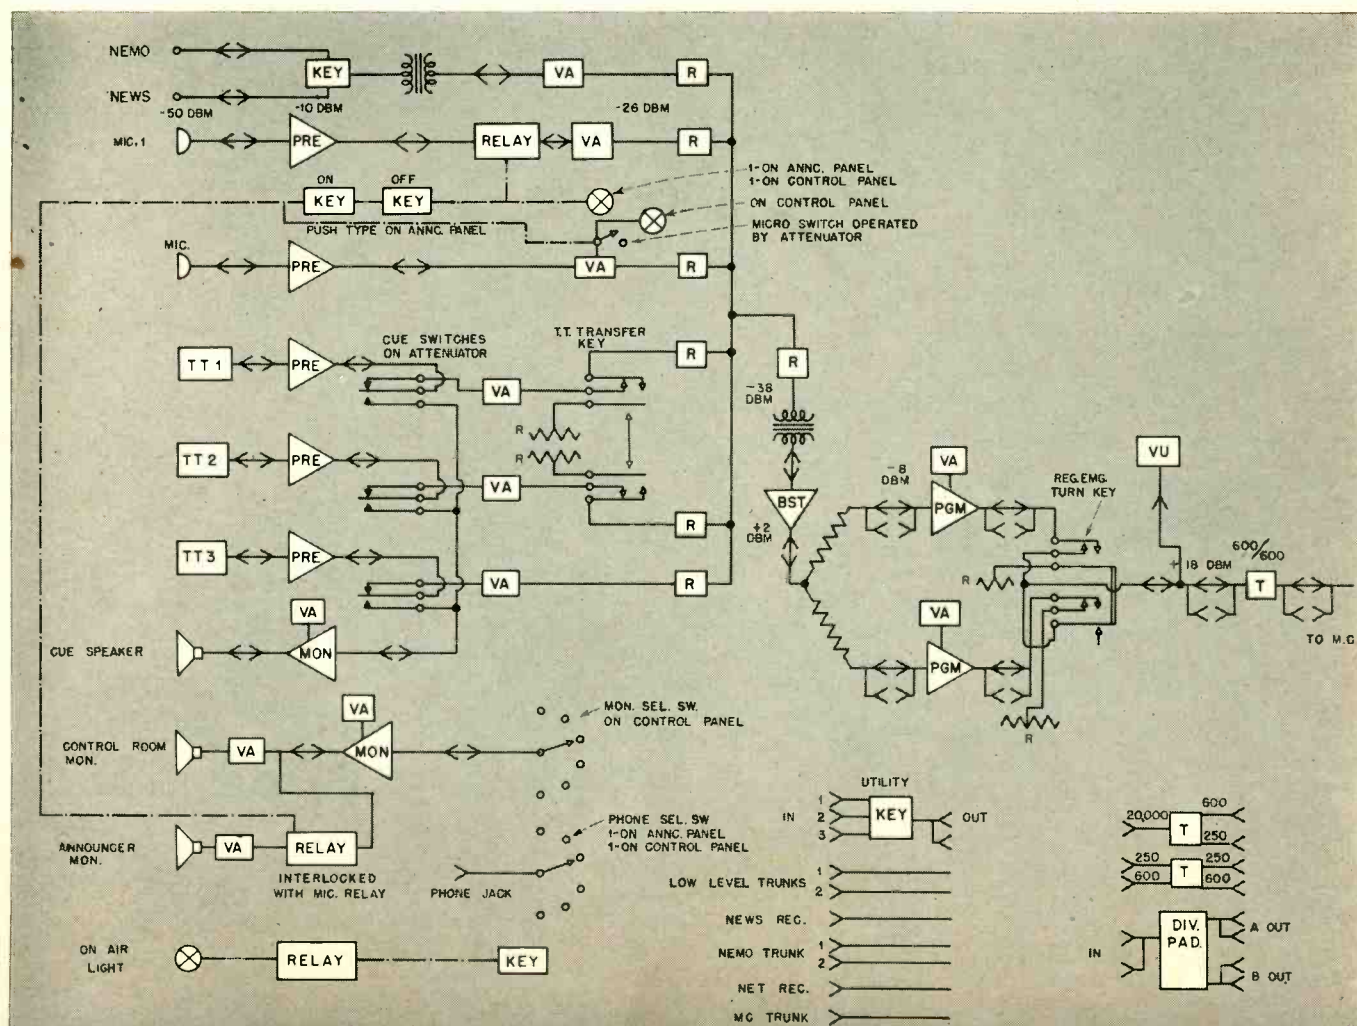 NEMO
KEY
VA
R
NEWS
-50 DBM
-10 DBM
-26 DBM
MIC. 1
PRE
RELAY
VA
R
1-ON ANNC. PANEL
1-ON CONTROL PANEL
ON
KEY
OFF
KEY
ON CONTROL PANEL
PUSH TYPE ON ANNC. PANEL
MICRO SWITCH OPERATED
BY ATTENUATOR
MIC.
PRE
VA
R
TT 1
PRE
CUE SWITCHES
ON ATTENUATOR
VA
T.T. TRANSFER
KEY
R
R
-38
DBM
R
R
TT 2
PRE
VA
R
BST
+2
DBM
-8
DBM
VA
PGM
REG. EMG.
TURN KEY
VU
TT 3
PRE
VA
R
R
+18 DBM
600/600
T
TO M.C.
VA
MON
CUE SPEAKER
VA
PGM
R
MON. SEL. SW.
ON CONTROL PANEL
VA
MON
CONTROL ROOM
MON.
VA
ANNOUNCER
MON.
VA
RELAY
INTERLOCKED
WITH MIC. RELAY
PHONE SEL. SW
1-ON ANNC. PANEL
1-ON CONTROL PANEL
PHONE JACK
ON AIR
LIGHT
RELAY
KEY
UTILITY
IN
1
2
3
KEY
OUT
LOW LEVEL TRUNKS
1
2
NEWS REG.
NEMO TRUNK
1
2
NET REG.
MC TRUNK
20,000
T
600
250
250
600
T
250
600
IN
DIV.
PAD.
A OUT
B OUT